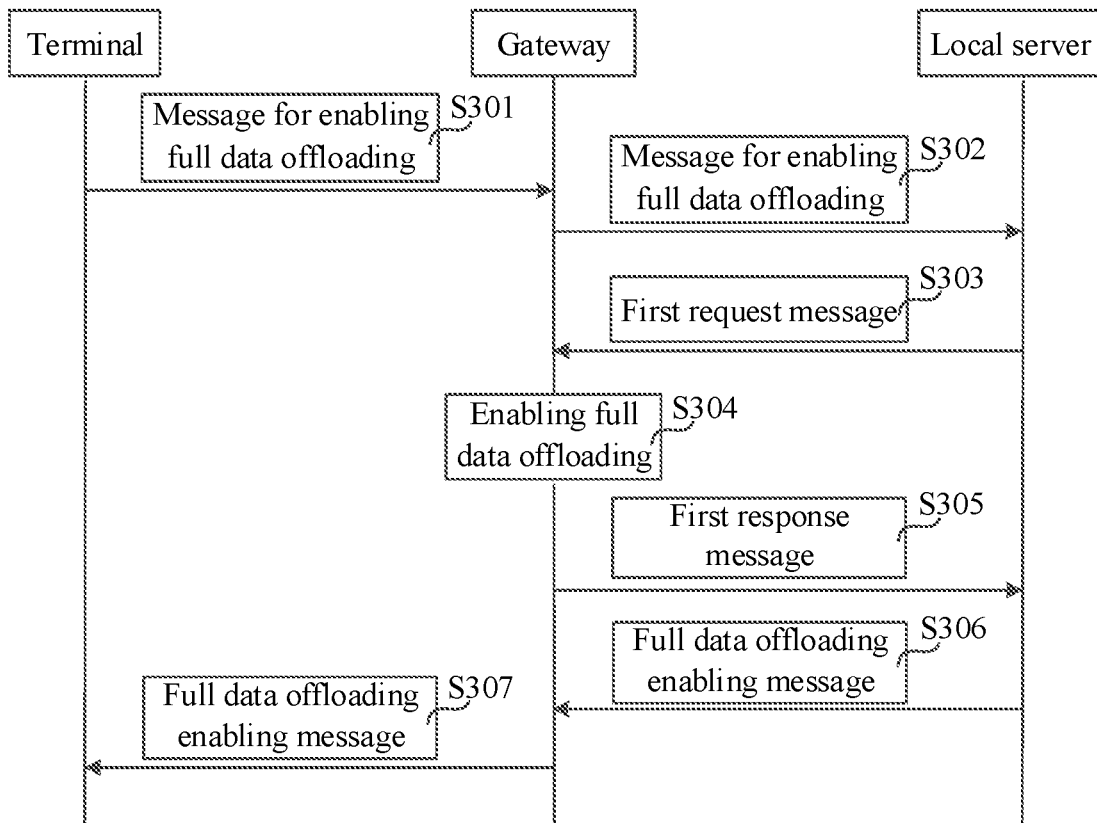 Terminal
Gateway
Local server
Message for enabling
full data offloading
S301
Message for enabling
full data offloading
S302
First request message
S303
Enabling full
data offloading
S304
First response
message
S305
Full data offloading
enabling message
S306
Full data offloading
enabling message
S307